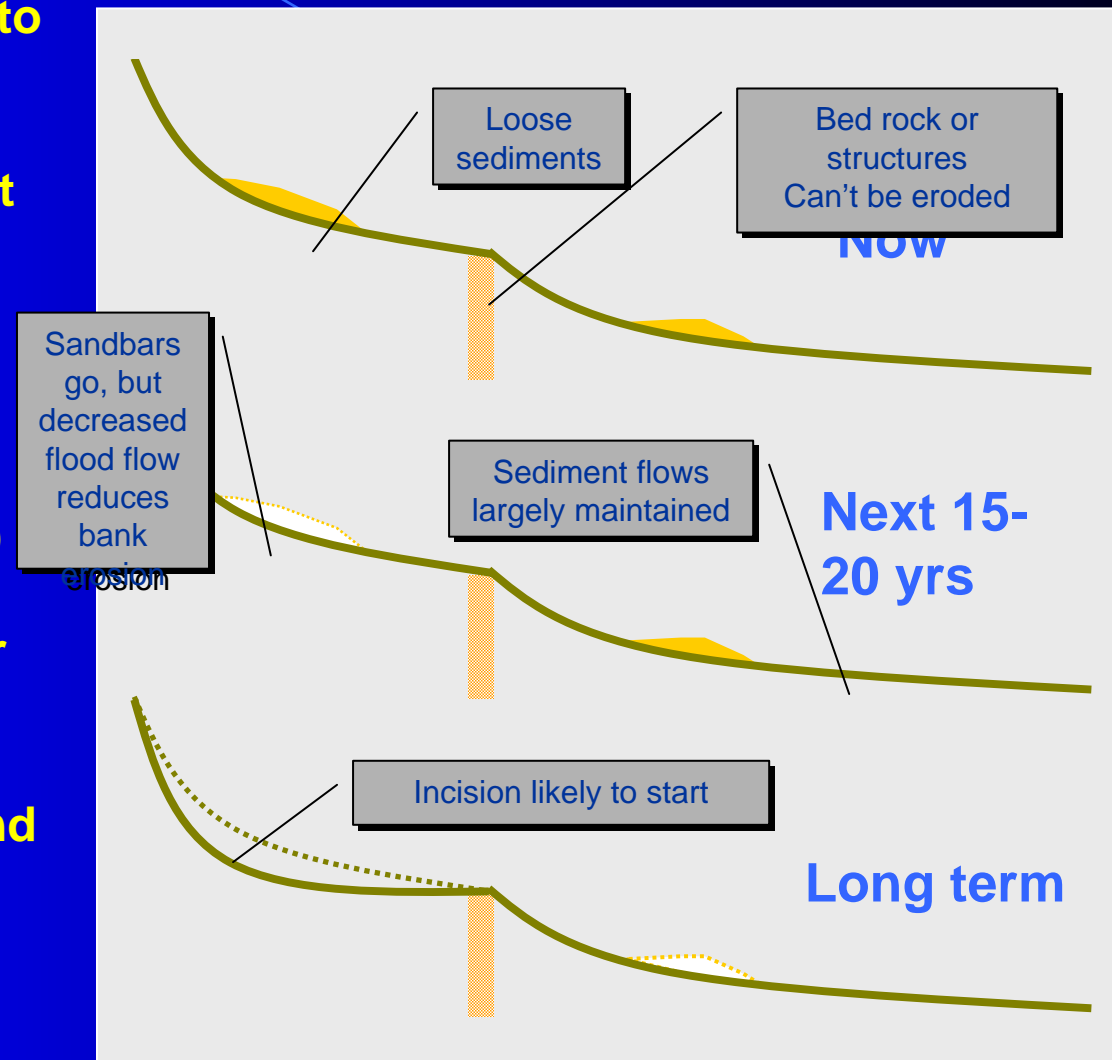 to
Loose
sediments
Bed rock or
structures
Can't be eroded
Now
Sandbars
go, but
decreased
flood flow
reduces
bank
erosion
Sediment flows
largely maintained
Next 15-
20 yrs
Incision likely to start
Long term